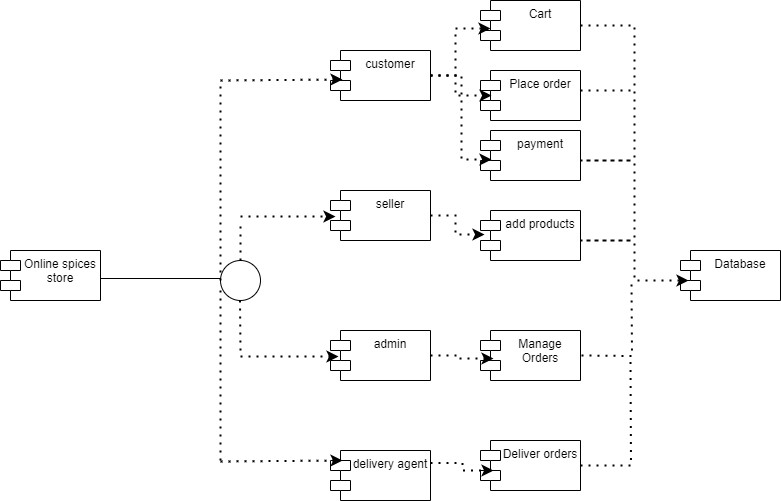 Cart
customer
Place order
payment
seller
add products
Online spices
store
Database
admin
Manage
Orders
delivery agent
Deliver orders